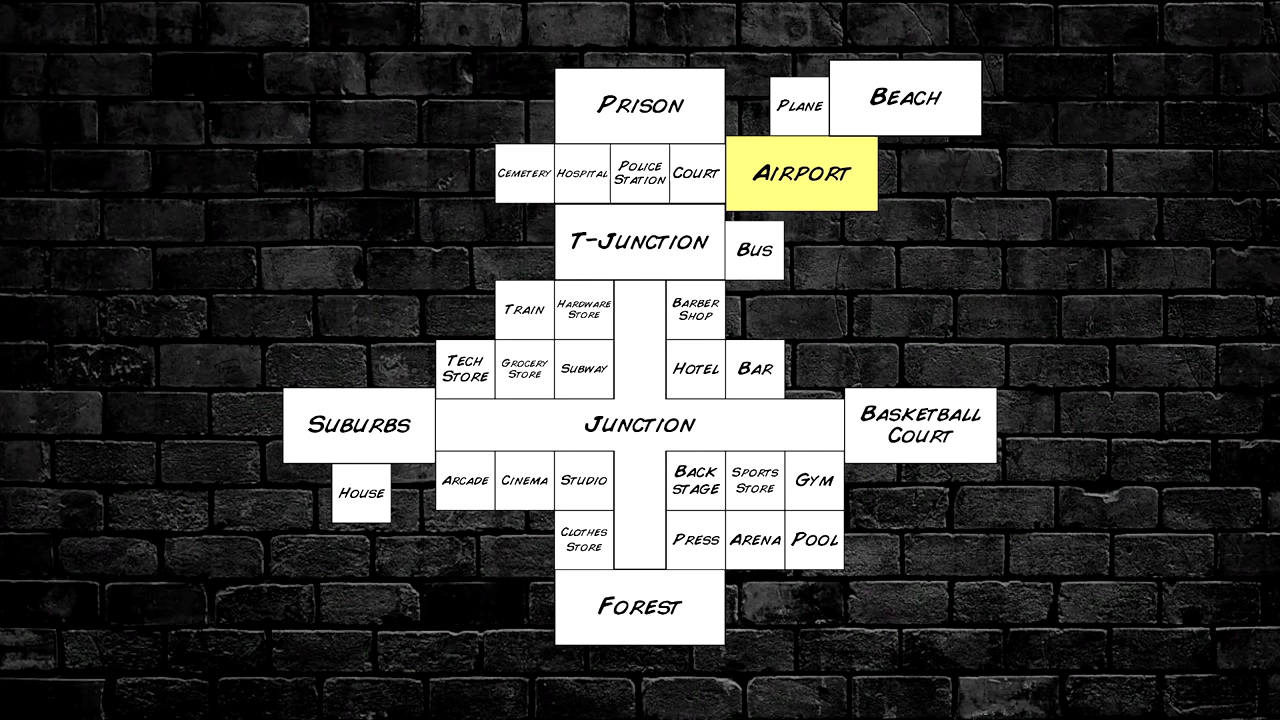 PRISON
PLANE
BEACH
CEMETERY
HOSPITAL
POLICE
STATION
COURT
AIRPORT
T-JUNCTION
BUS
TRAIN
HARDWARE
STORE
BARBER
SHOP
TECH
STORE
GROCERY
STORE
SUBWAY
HOTEL
BAR
SUBURBS
JUNCTION
BASKETBALL
COURT
HOUSE
ARCADE
CINEMA
STUDIO
BACK
STAGE
SPORTS
STORE
GYM
CLOTHES
STORE
PRESS
ARENA
POOL
FOREST